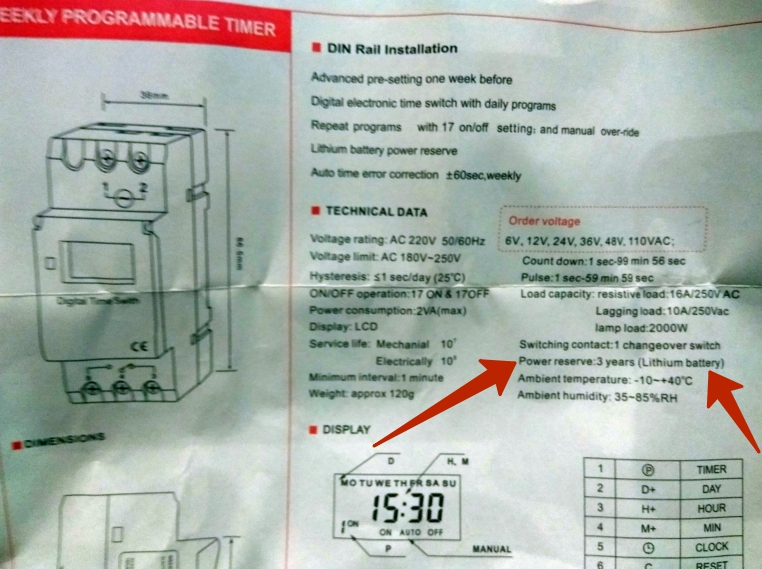 EEKLY PROGRAMMABLE TIMER
DIN Rail Installation
Advanced pre-setting one week before
Digital electronic time switch with daily programs
Repeat programs with 17 on/off setting: and manual over-ride
Lithium battery power reserve
Auto time error correction ±60sec,weekly
36mm
1 2
66.5mm
Digital Time Swith
CE
TECHNICAL DATA
Voltage rating: AC 220V 50/60Hz
Voltage limit: AC 180V~250V
Hysteresis: ≤1 sec/day (25℃)
ON/OFF operation:17 ON & 17OFF
Power consumption:2VA(max)
Display: LCD
Service life: Mechanial 10⁷
Electrically 10⁵
Minimum interval:1 minute
Weight: approx 120g
Order voltage
6V, 12V, 24V, 36V, 48V, 110VAC;
Count down: 1 sec-99 min 56 sec
Pulse:1 sec-59 min 59 sec
Load capacity: resistive load:16A/250V AC
Lagging load:10A/250Vac
lamp load:2000W
Switching contact:1 changeover switch
Power reserve:3 years (Lithium battery)
Ambient temperature: -10~+40℃
Ambient humidity: 35~85%RH
DIMENSIONS
DISPLAY
D H, M
MO TU WE TH FR SA SU
15:30
ON
ON AUTO OFF
P MANUAL
1 P TIMER
2 D+ DAY
3 H+ HOUR
4 M+ MIN
5 CLOCK
6 C RESET